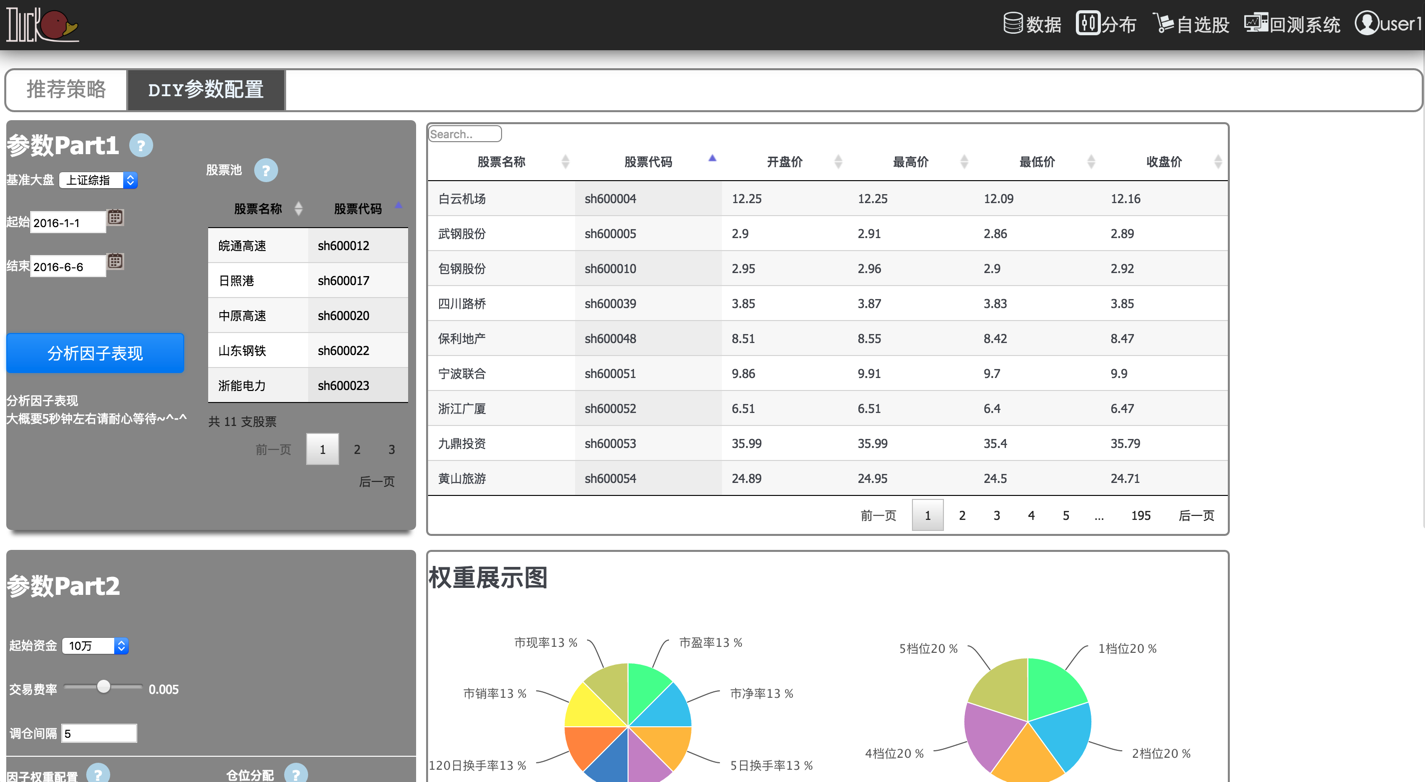 Duck
数据
分布
自选股
回测系统
user1
推荐策略
DIY参数配置
参数Part1 ?
基准大盘 上证综指
起始 2016-1-1
结束 2016-6-6
分析因子表现
分析因子表现
大概要5秒钟左右请耐心等待~^-^
股票池 ?
股票名称 股票代码
皖通高速 sh600012
日照港 sh600017
中原高速 sh600020
山东钢铁 sh600022
浙能电力 sh600023
共 11 支股票
前一页 1 2 3
后一页
Search..
股票名称 股票代码 开盘价 最高价 最低价 收盘价
白云机场 sh600004 12.25 12.25 12.09 12.16
武钢股份 sh600005 2.9 2.91 2.86 2.89
包钢股份 sh600010 2.95 2.96 2.9 2.92
四川路桥 sh600039 3.85 3.87 3.83 3.85
保利地产 sh600048 8.51 8.55 8.42 8.47
宁波联合 sh600051 9.86 9.91 9.7 9.9
浙江广厦 sh600052 6.51 6.51 6.4 6.47
九鼎投资 sh600053 35.99 35.99 35.4 35.79
黄山旅游 sh600054 24.89 24.95 24.5 24.71
前一页 1 2 3 4 5 ... 195 后一页
参数Part2
起始资金 10万
交易费率 0.005
调仓间隔 5
因子权重配置 ?
仓位分配 ?
权重展示图
市现率13 %
市盈率13 %
市销率13 %
市净率13 %
120日换手率13 %
5日换手率13 %
5档位20 %
1档位20 %
4档位20 %
2档位20 %